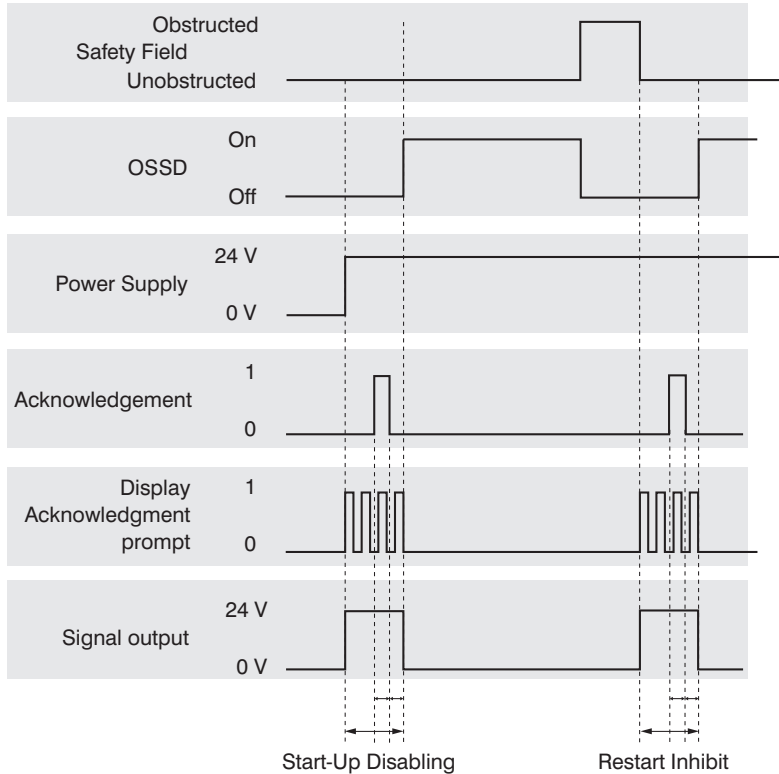 Obstructed
Safety Field
Unobstructed
On
OSSD
Off
24 V
Power Supply
0 V
1
Acknowledgement
0
Display
1
Acknowledgment
prompt
0
24 V
Signal output
0 V
Start-Up Disabling
Restart Inhibit